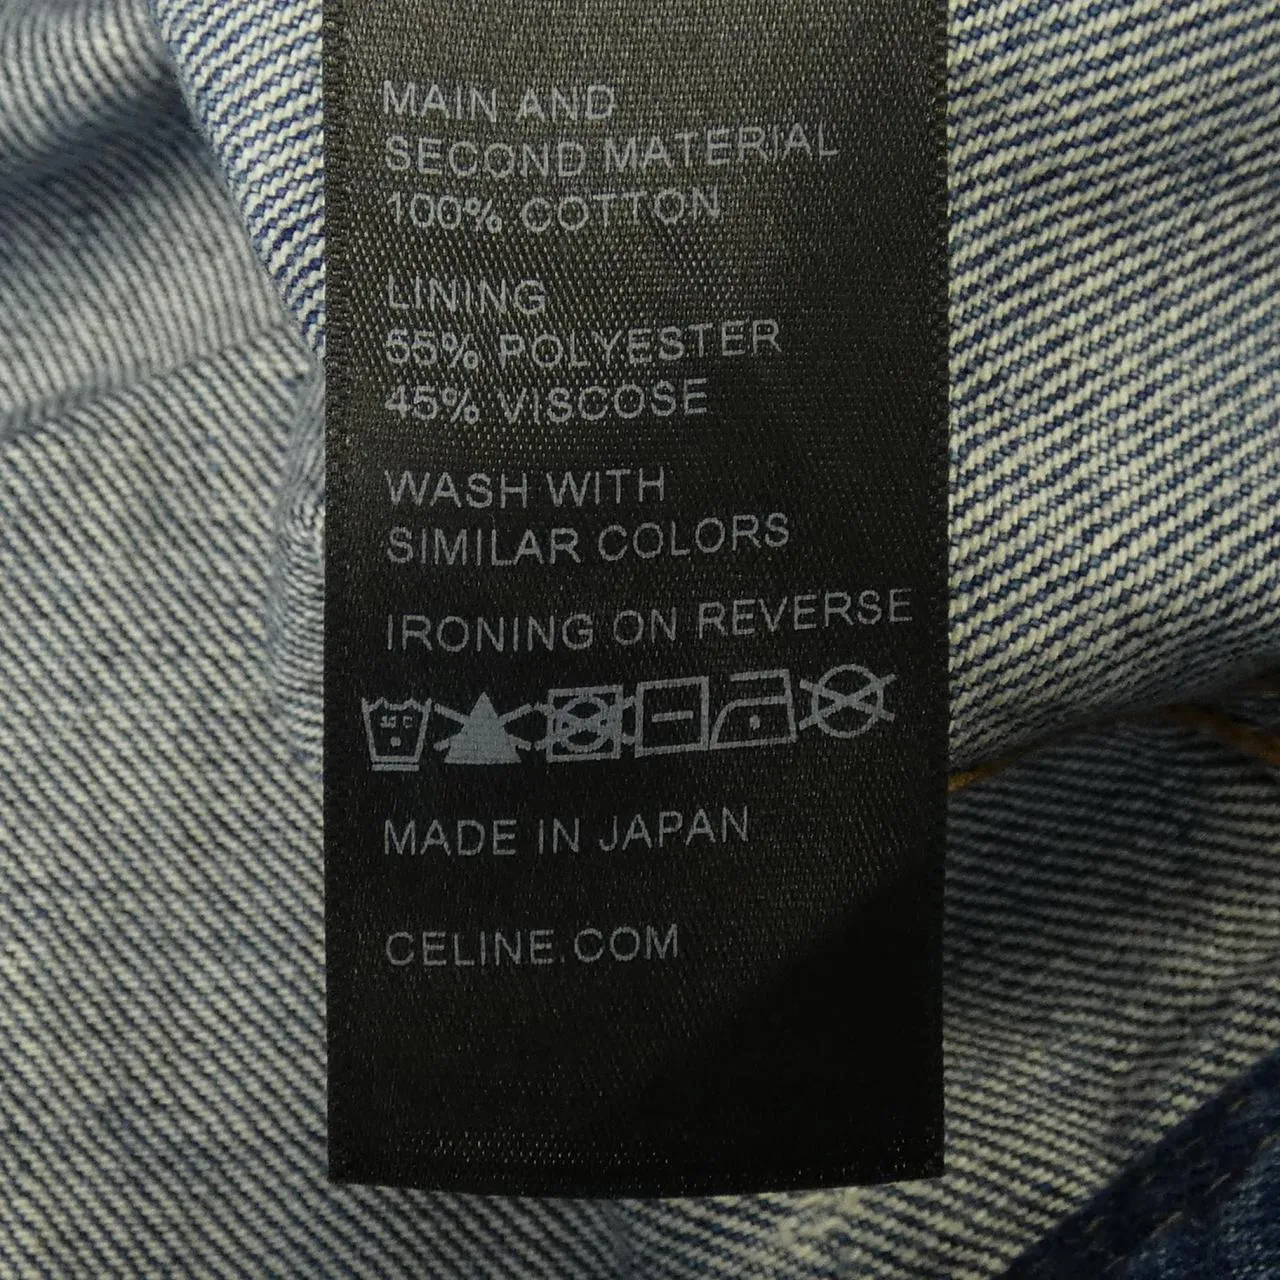 MAIN AND
SECOND MATERIAL
100% COTTON
LINING
55% POLYESTER
45% VISCOSE
WASH WITH
SIMILAR COLORS
IRONING ON REVERSE
MADE IN JAPAN
CELINE.COM